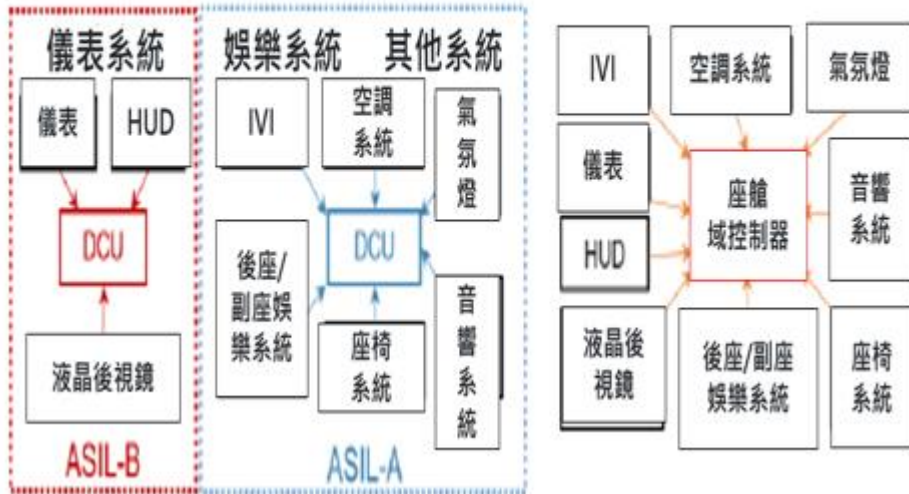 儀表系統
儀表
HUD
DCU
液晶後視鏡
ASIL-B
娛樂系統
其他系統
IVI
空調
系統
氣
氛
燈
DCU
後座/
副座娛
樂系統
座椅
系統
音
響
系
統
ASIL-A
IVI
空調系統
氣氛燈
儀表
座艙
域控制器
音響
系統
HUD
液晶後
視鏡
後座/副座
娛樂系統
座椅
系統